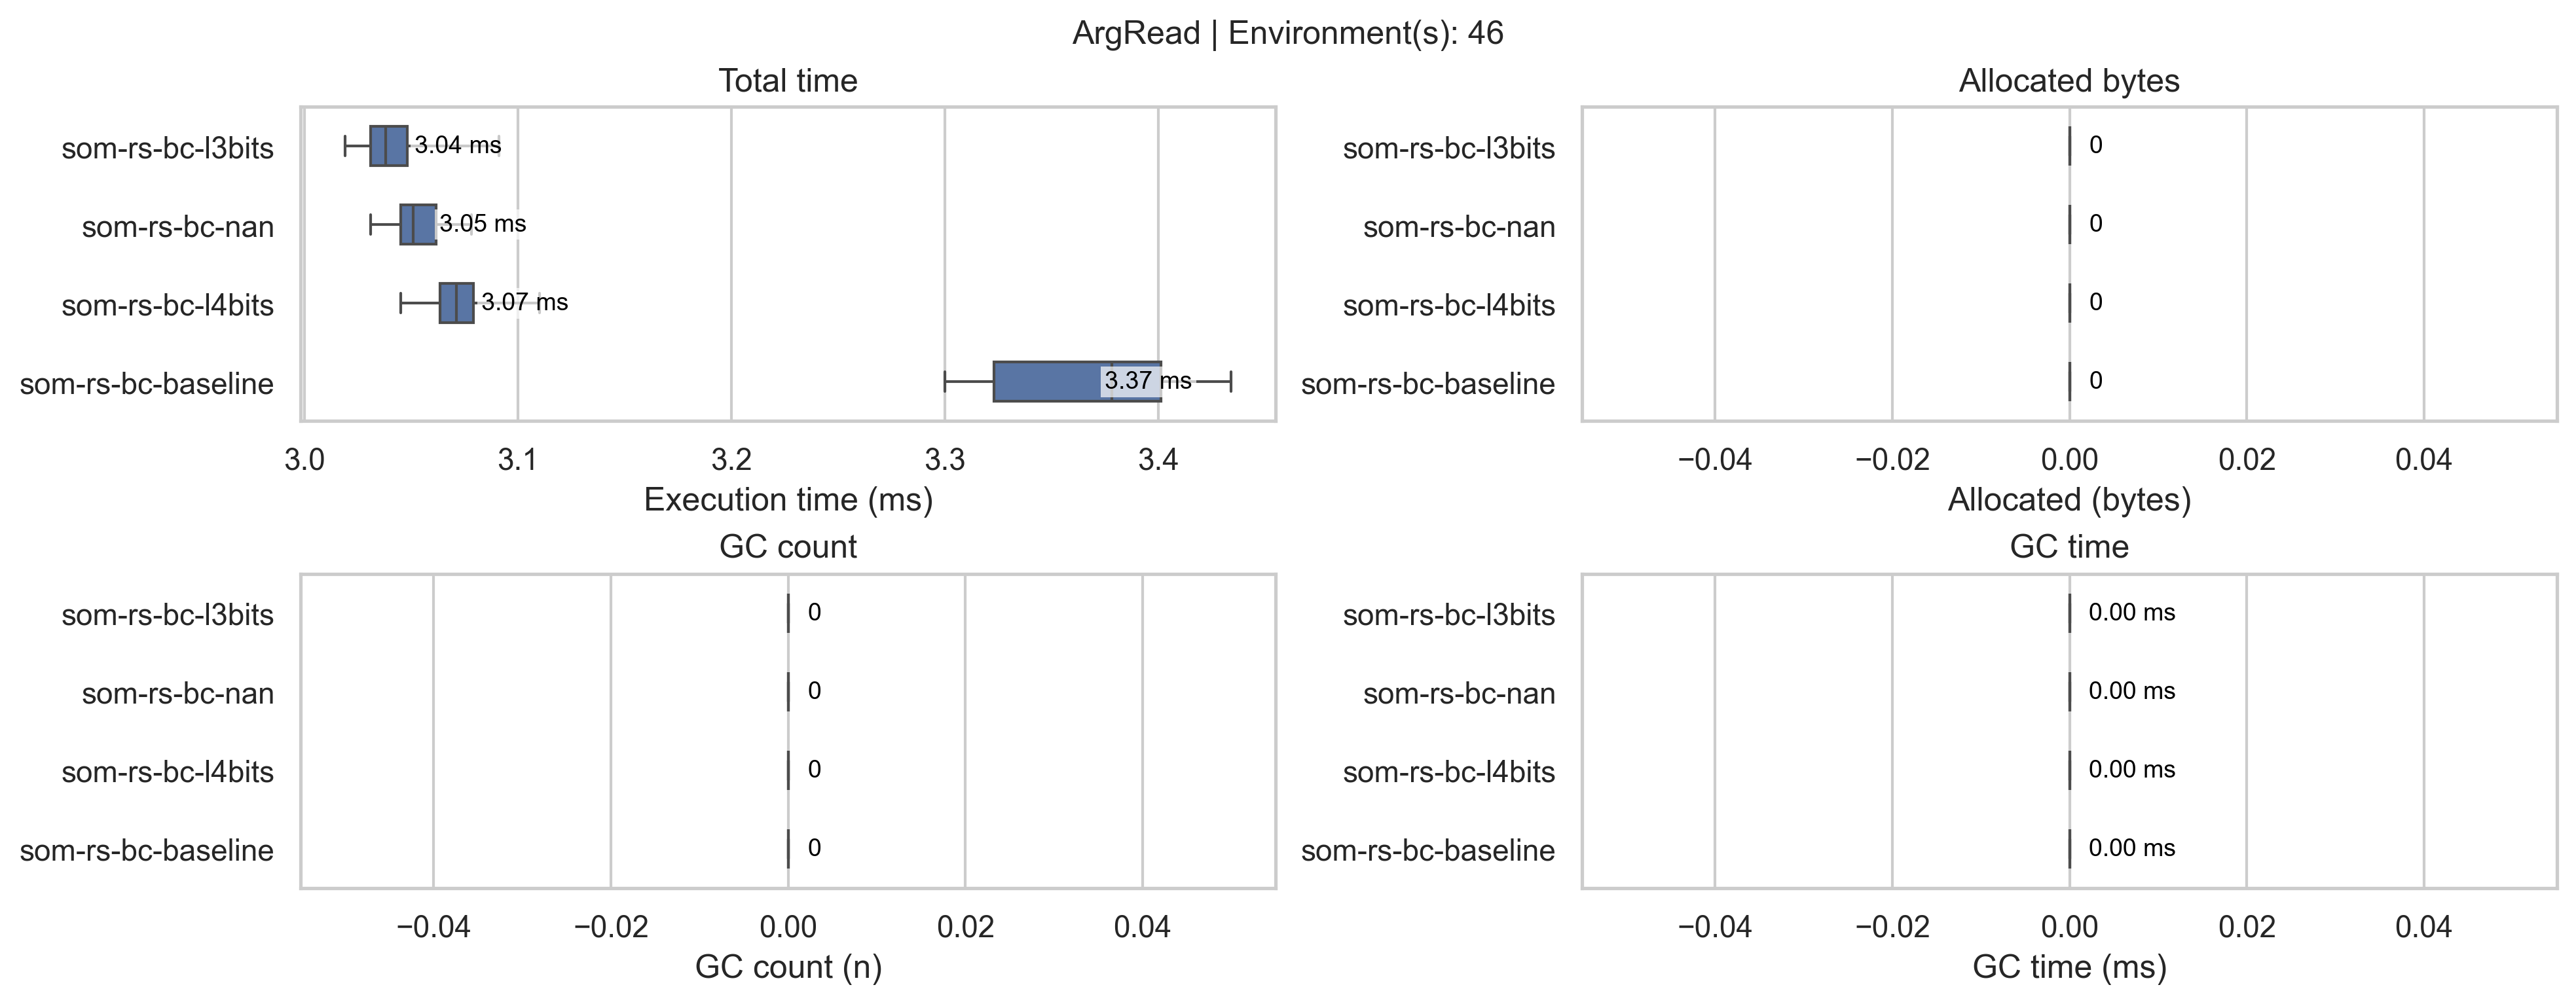 ArgRead | Environment(s): 46
Total time
som-rs-bc-l3bits
3.04 ms
som-rs-bc-nan
3.05 ms
som-rs-bc-l4bits
3.07 ms
som-rs-bc-baseline
3.37 ms
3.0 3.1 3.2 3.3 3.4
Execution time (ms)
Allocated bytes
som-rs-bc-l3bits
0
som-rs-bc-nan
0
som-rs-bc-l4bits
0
som-rs-bc-baseline
0
−0.04 −0.02 0.00 0.02 0.04
Allocated (bytes)
GC count
som-rs-bc-l3bits
0
som-rs-bc-nan
0
som-rs-bc-l4bits
0
som-rs-bc-baseline
0
−0.04 −0.02 0.00 0.02 0.04
GC count (n)
GC time
som-rs-bc-l3bits
0.00 ms
som-rs-bc-nan
0.00 ms
som-rs-bc-l4bits
0.00 ms
som-rs-bc-baseline
0.00 ms
−0.04 −0.02 0.00 0.02 0.04
GC time (ms)